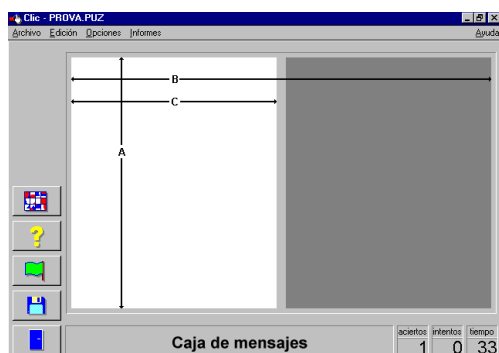 Clic - PROVA.PUZ
Archivo Edición Opciones Informes Ayuda
B
C
A
?
Caja de mensajes
aciertos intentos tiempo
1 0 33